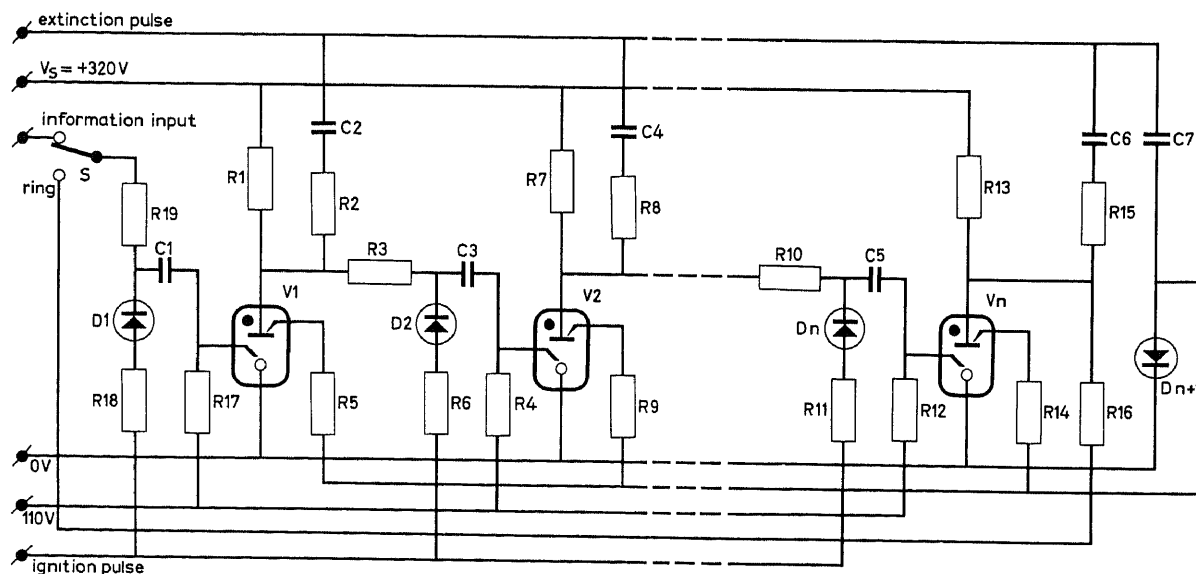 extinction pulse
Vs = +320V
information input
S
ring
C2
C4
C6
C7
R1
R2
R7
R8
R13
R15
R19
C1
R3
C3
R10
C5
V1
V2
Vn
D1
D2
Dn
Dn+
R18
R17
R5
R6
R4
R9
R11
R12
R14
R16
0V
110V
ignition pulse